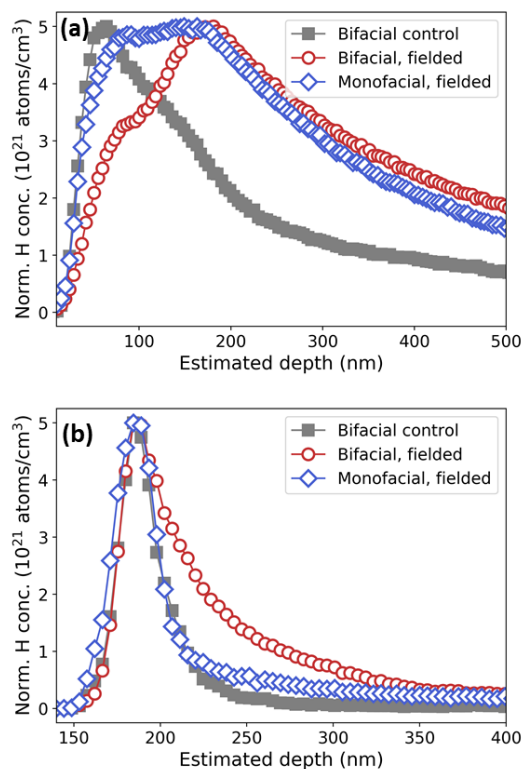 (a)
Bifacial control
Bifacial, fielded
Monofacial, fielded
Norm. H conc. (10²¹ atoms/cm³)
5
4
3
2
1
0
100 200 300 400 500
Estimated depth (nm)
(b)
Bifacial control
Bifacial, fielded
Monofacial, fielded
Norm. H conc. (10²¹ atoms/cm³)
5
4
3
2
1
0
150 200 250 300 350 400
Estimated depth (nm)